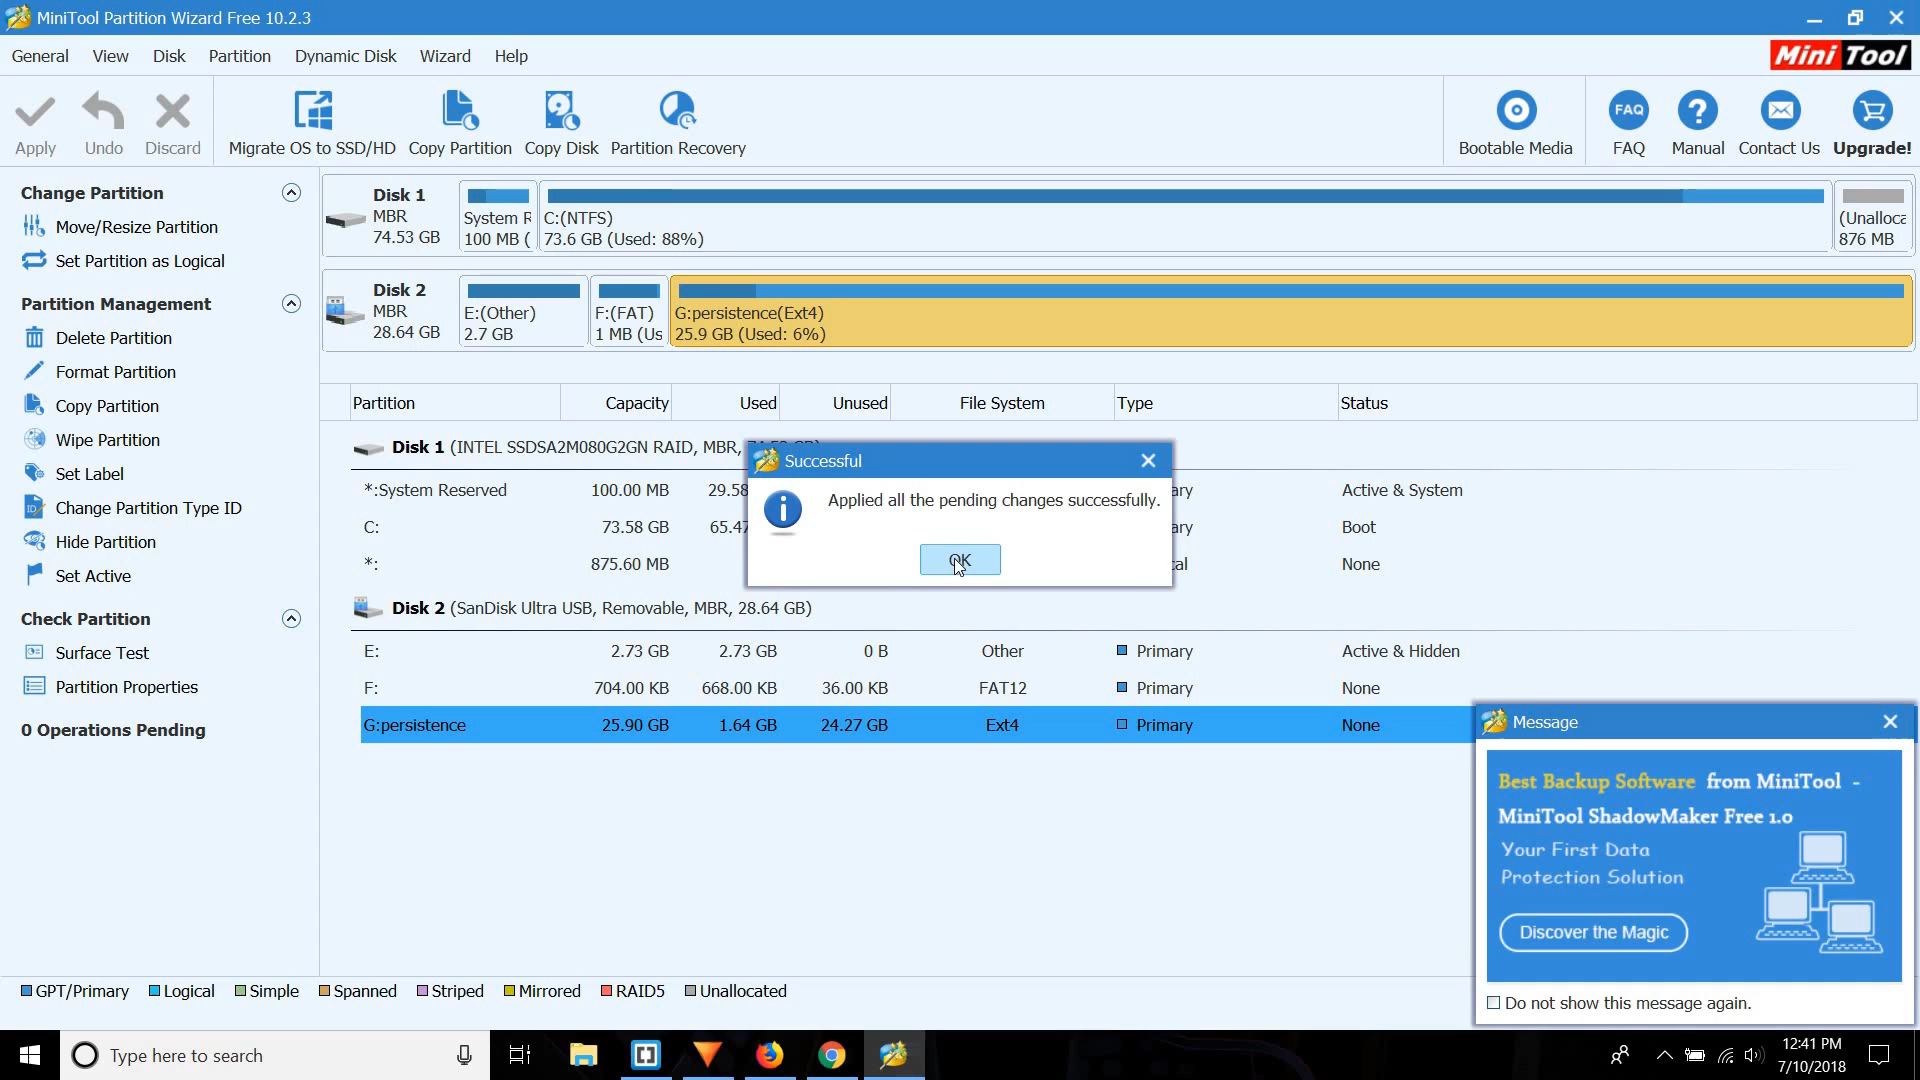 MiniTool Partition Wizard Free 10.2.3
General View Disk Partition Dynamic Disk Wizard Help
Mini Tool
Apply Undo Discard Migrate OS to SSD/HD Copy Partition Copy Disk Partition Recovery Bootable Media FAQ FAQ Manual Contact Us Upgrade!
Change Partition
Move/Resize Partition
Set Partition as Logical
Partition Management
Delete Partition
Format Partition
Copy Partition
Wipe Partition
Set Label
Change Partition Type ID
Hide Partition
Set Active
Check Partition
Surface Test
Partition Properties
0 Operations Pending
Disk 1
MBR
74.53 GB
System R
100 MB (
C:(NTFS)
73.6 GB (Used: 88%)
(Unalloca
876 MB
Disk 2
MBR
28.64 GB
E:(Other)
2.7 GB
F:(FAT)
1 MB (Us
G:persistence(Ext4)
25.9 GB (Used: 6%)
Partition Capacity Used Unused File System Type Status
Disk 1 (INTEL SSDSA2M080G2GN RAID, MBR,
*:System Reserved 100.00 MB 29.58 ary Active & System
C: 73.58 GB 65.47 ary Boot
*: 875.60 MB cal None
Disk 2 (SanDisk Ultra USB, Removable, MBR, 28.64 GB)
E: 2.73 GB 2.73 GB 0 B Other Primary Active & Hidden
F: 704.00 KB 668.00 KB 36.00 KB FAT12 Primary None
G:persistence 25.90 GB 1.64 GB 24.27 GB Ext4 Primary None
Successful
Applied all the pending changes successfully.
OK
Message
Best Backup Software from MiniTool -
MiniTool ShadowMaker Free 1.0
Your First Data
Protection Solution
Discover the Magic
Do not show this message again.
GPT/Primary Logical Simple Spanned Striped Mirrored RAID5 Unallocated
Type here to search
12:41 PM
7/10/2018